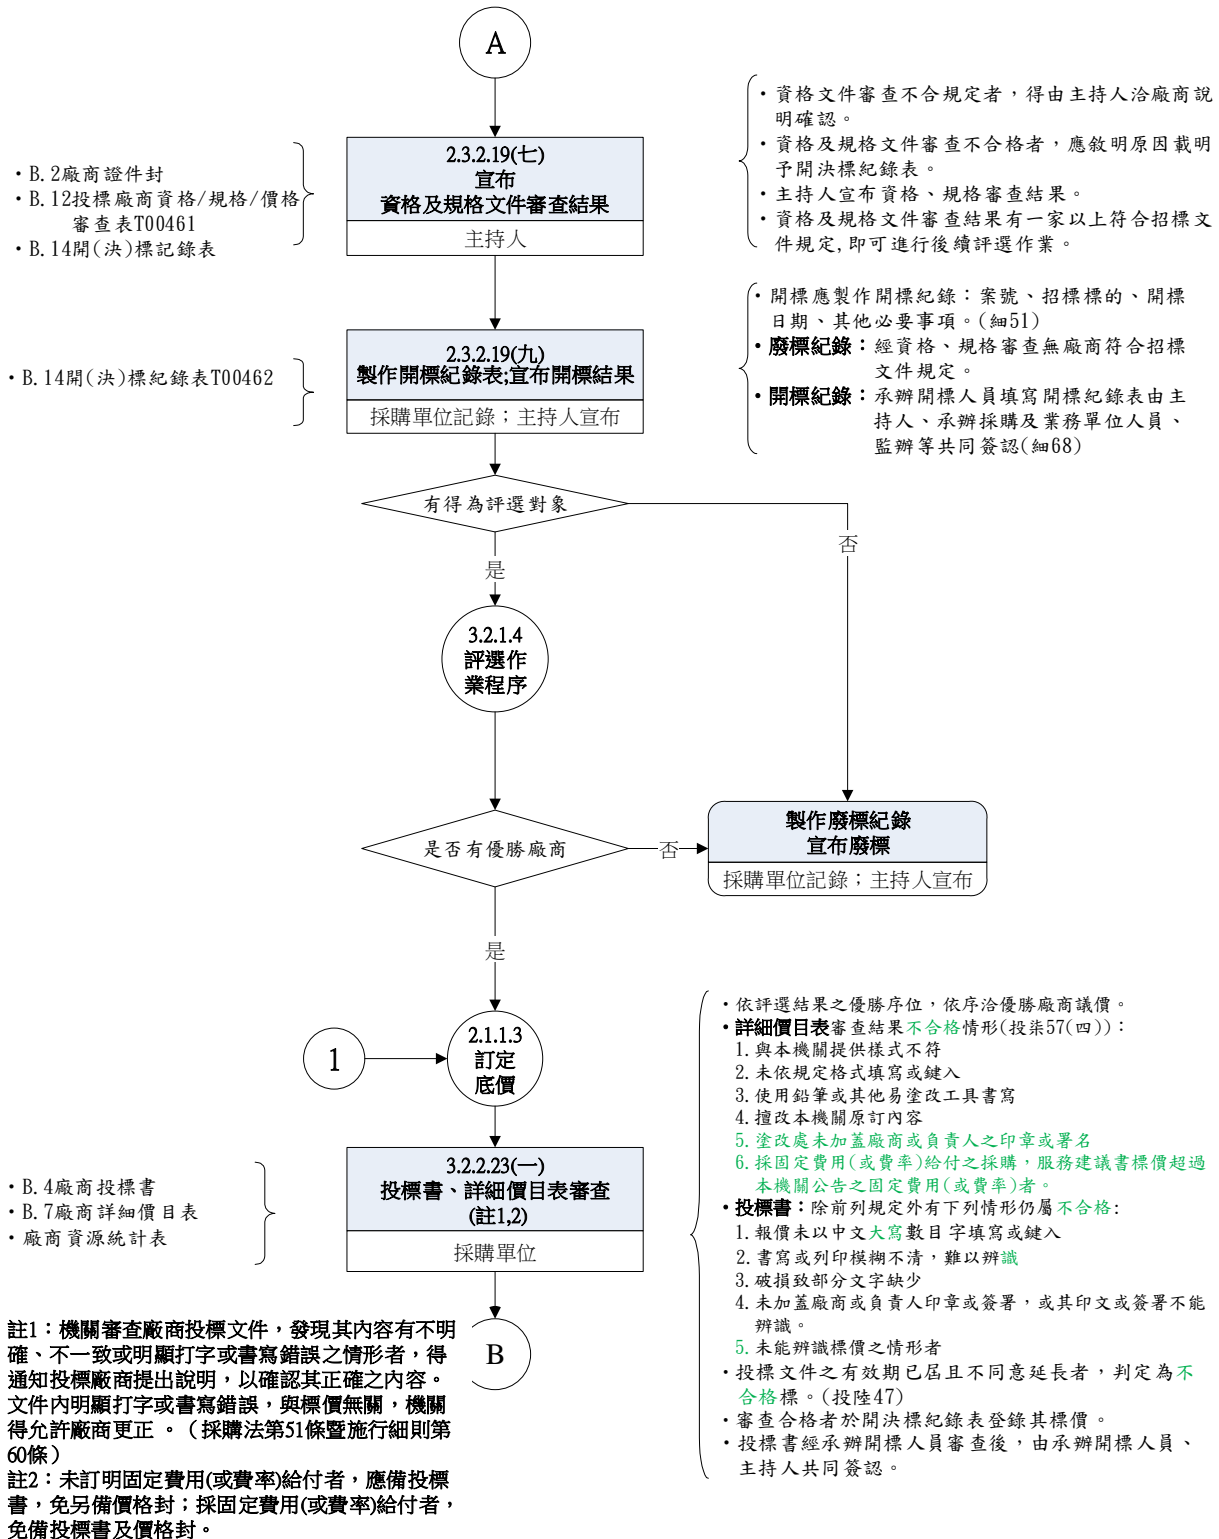 A
・資格文件審查不合規定者，得由主持人洽廠商說
明確認。
・資格及規格文件審查不合格者，應敘明原因載明
予開決標紀錄表。
・主持人宣布資格、規格審查結果。
・資格及規格文件審查結果有一家以上符合招標文
件規定,即可進行後續評選作業。
・B.2廠商證件封
・B.12投標廠商資格/規格/價格
審查表T00461
・B.14開(決)標記錄表
2.3.2.19(七)
宣布
資格及規格文件審查結果
主持人
・開標應製作開標紀錄：案號、招標標的、開標
日期、其他必要事項。(細51)
・廢標紀錄：經資格、規格審查無廠商符合招標
文件規定。
・開標紀錄：承辦開標人員填寫開標紀錄表由主
持人、承辦採購及業務單位人員、
監辦等共同簽認(細68)
・B.14開(決)標紀錄表T00462
2.3.2.19(九)
製作開標紀錄表;宣布開標結果
採購單位記錄；主持人宣布
有得為評選對象
否
是
3.2.1.4
評選作
業程序
是否有優勝廠商
否
製作廢標紀錄
宣布廢標
採購單位記錄；主持人宣布
是
1
2.1.1.3
訂定
底價
・B.4廠商投標書
・B.7廠商詳細價目表
・廠商資源統計表
3.2.2.23(一)
投標書、詳細價目表審查
(註1,2)
採購單位
B
・依評選結果之優勝序位，依序洽優勝廠商議價。
・詳細價目表審查結果不合格情形(投柒57(四))：
1.與本機關提供樣式不符
2.未依規定格式填寫或鍵入
3.使用鉛筆或其他易塗改工具書寫
4.擅改本機關原訂內容
5.塗改處未加蓋廠商或負責人之印章或署名
6.採固定費用(或費率)給付之採購，服務建議書標價超過
本機關公告之固定費用(或費率)者。
・投標書：除前列規定外有下列情形仍屬不合格:
1.報價未以中文大寫數目字填寫或鍵入
2.書寫或列印模糊不清，難以辨識
3.破損致部分文字缺少
4.未加蓋廠商或負責人印章或簽署，或其印文或簽署不能
辨識。
5.未能辨識標價之情形者
・投標文件之有效期已屆且不同意延長者，判定為不
合格標。(投陸47)
・審查合格者於開決標紀錄表登錄其標價。
・投標書經承辦開標人員審查後，由承辦開標人員、
主持人共同簽認。
註1：機關審查廠商投標文件，發現其內容有不明
確、不一致或明顯打字或書寫錯誤之情形者，得
通知投標廠商提出說明，以確認其正確之內容。
文件內明顯打字或書寫錯誤，與標價無關，機關
得允許廠商更正 。（採購法第51條暨施行細則第
60條）
註2：未訂明固定費用(或費率)給付者，應備投標
書，免另備價格封；採固定費用(或費率)給付者，
免備投標書及價格封。